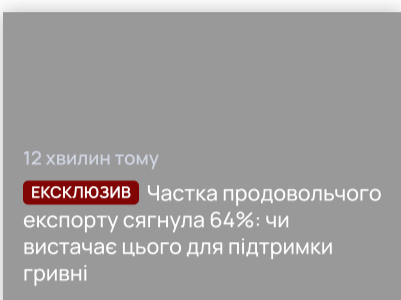 12 хвилин тому
ЕКСКЛЮЗИВ Частка продовольчого
експорту сягнула 64%: чи
вистачає цього для підтримки
гривні